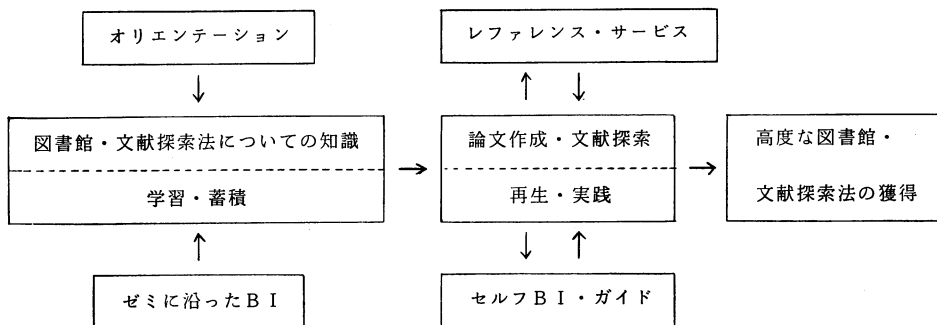 オリエンテーション
レファレンス・サービス
図書館・文献探索法についての知識
学習・蓄積
論文作成・文献探索
再生・実践
高度な図書館・
文献探索法の獲得
ゼミに沿ったBI
セルフBI・ガイド